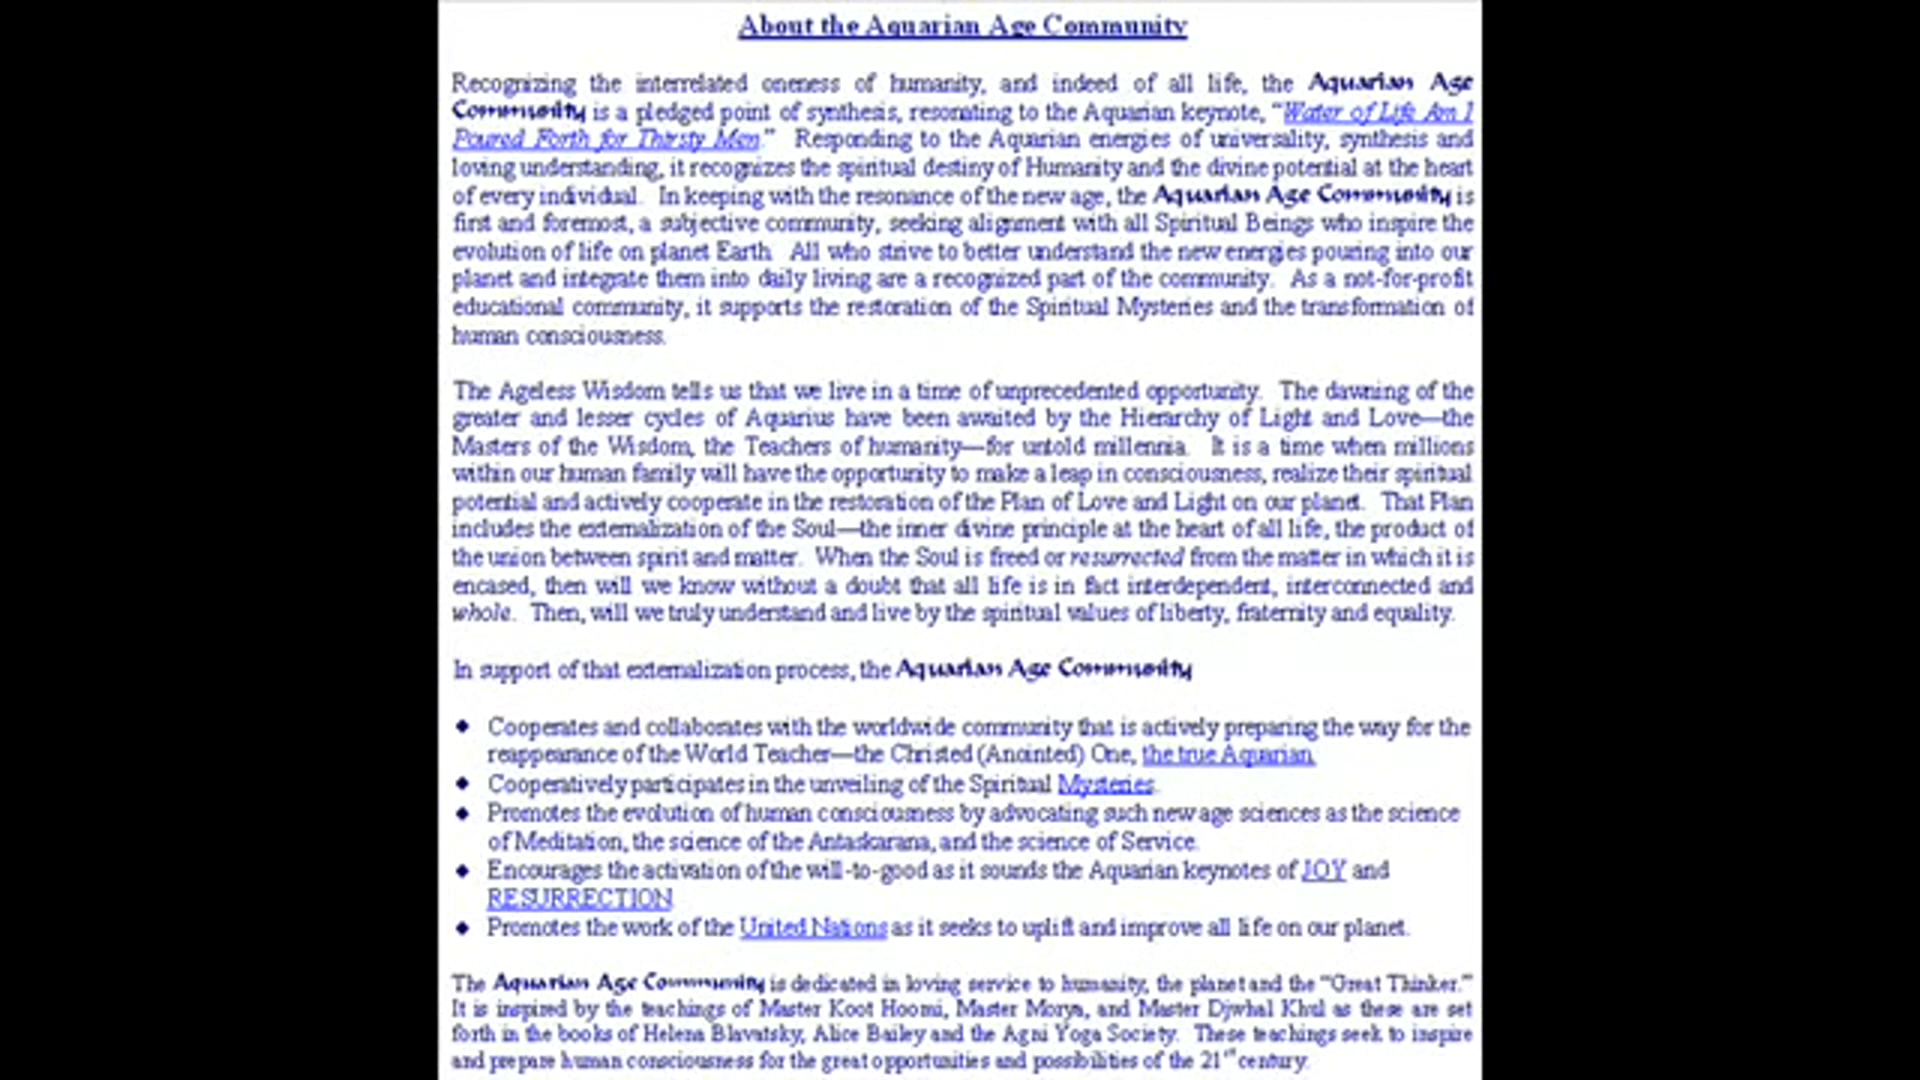 About the Aquarian Age Community
Recognizing the interrelated oneness of humanity, and indeed of all life, the Aquarian Age
Community is a pledged point of synthesis, resonating to the Aquarian keynote, "Water of Life Am I
Poured Forth for Thirsty Men." Responding to the Aquarian energies of universality, synthesis and
loving understanding, it recognizes the spiritual destiny of Humanity and the divine potential at the heart
of every individual. In keeping with the resonance of the new age, the Aquarian Age Community is
first and foremost, a subjective community, seeking alignment with all Spiritual Beings who inspire the
evolution of life on planet Earth. All who strive to better understand the new energies pouring into our
planet and integrate them into daily living are a recognized part of the community. As a not-for-profit
educational community, it supports the restoration of the Spiritual Mysteries and the transformation of
human consciousness.
The Ageless Wisdom tells us that we live in a time of unprecedented opportunity. The dawning of the
greater and lesser cycles of Aquarius have been awaited by the Hierarchy of Light and Love—the
Masters of the Wisdom, the Teachers of humanity—for untold millennia. It is a time when millions
within our human family will have the opportunity to make a leap in consciousness, realize their spiritual
potential and actively cooperate in the restoration of the Plan of Love and Light on our planet. That Plan
includes the externalization of the Soul—the inner divine principle at the heart of all life, the product of
the union between spirit and matter. When the Soul is freed or resurrected from the matter in which it is
encased, then will we know without a doubt that all life is in fact interdependent, interconnected and
whole. Then, will we truly understand and live by the spiritual values of liberty, fraternity and equality.
In support of that externalization process, the Aquarian Age Community
◆ Cooperates and collaborates with the worldwide community that is actively preparing the way for the
reappearance of the World Teacher—the Christed (Anointed) One, the true Aquarian.
◆ Cooperatively participates in the unveiling of the Spiritual Mysteries.
◆ Promotes the evolution of human consciousness by advocating such new age sciences as the science
of Meditation, the science of the Antaskarana, and the science of Service.
◆ Encourages the activation of the will-to-good as it sounds the Aquarian keynotes of JOY and
RESURRECTION.
◆ Promotes the work of the United Nations as it seeks to uplift and improve all life on our planet.
The Aquarian Age Community is dedicated in loving service to humanity, the planet and the "Great Thinker."
It is inspired by the teachings of Master Koot Hoomi, Master Morya, and Master Djwhal Khul as these are set
forth in the books of Helena Blavatsky, Alice Bailey and the Agni Yoga Society. These teachings seek to inspire
and prepare human consciousness for the great opportunities and possibilities of the 21st century.